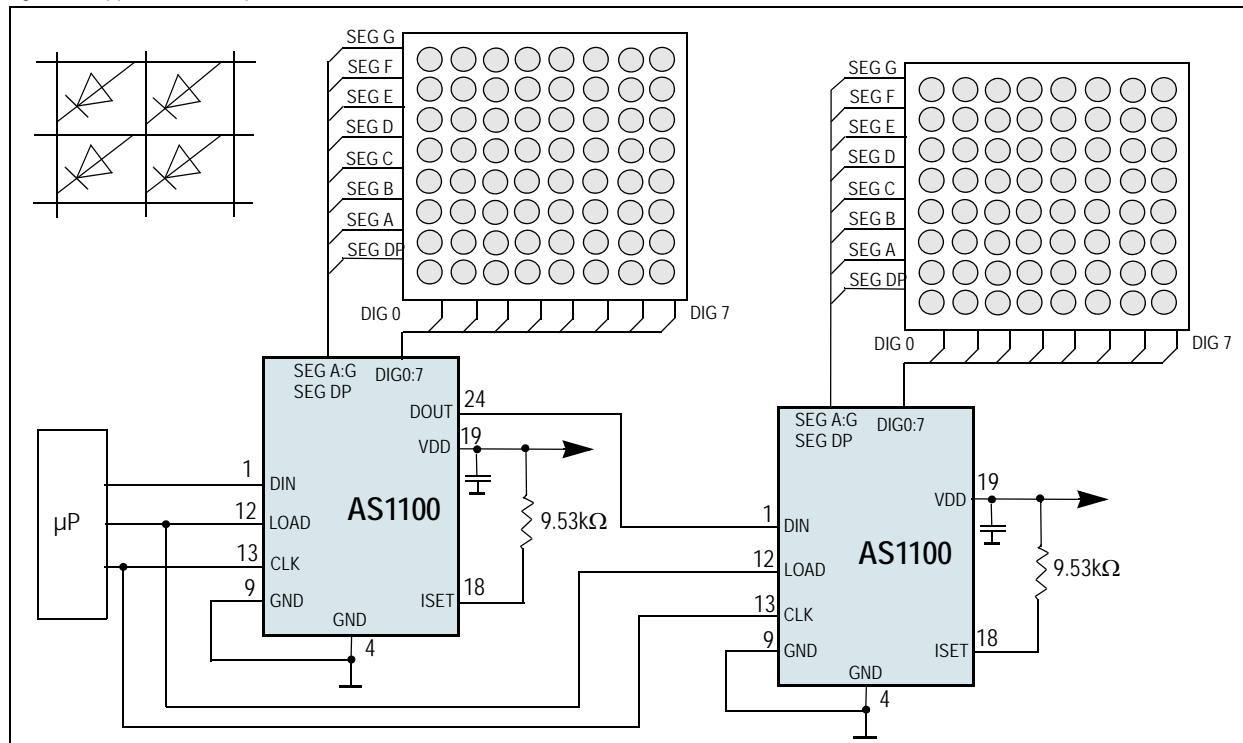 SEG G
SEG F
SEG E
SEG D
SEG C
SEG B
SEG A
SEG DP
DIG 0
DIG 7
SEG G
SEG F
SEG E
SEG D
SEG C
SEG B
SEG A
SEG DP
DIG 0
DIG 7
µP
SEG A:G
SEG DP
DIG0:7
DOUT
24
VDD
19
1
DIN
12
LOAD
13
CLK
9
GND
AS1100
9.53kΩ
ISET
18
GND
4
SEG A:G
SEG DP
DIG0:7
VDD
19
1
DIN
12
LOAD
13
CLK
9
GND
AS1100
9.53kΩ
ISET
18
GND
4